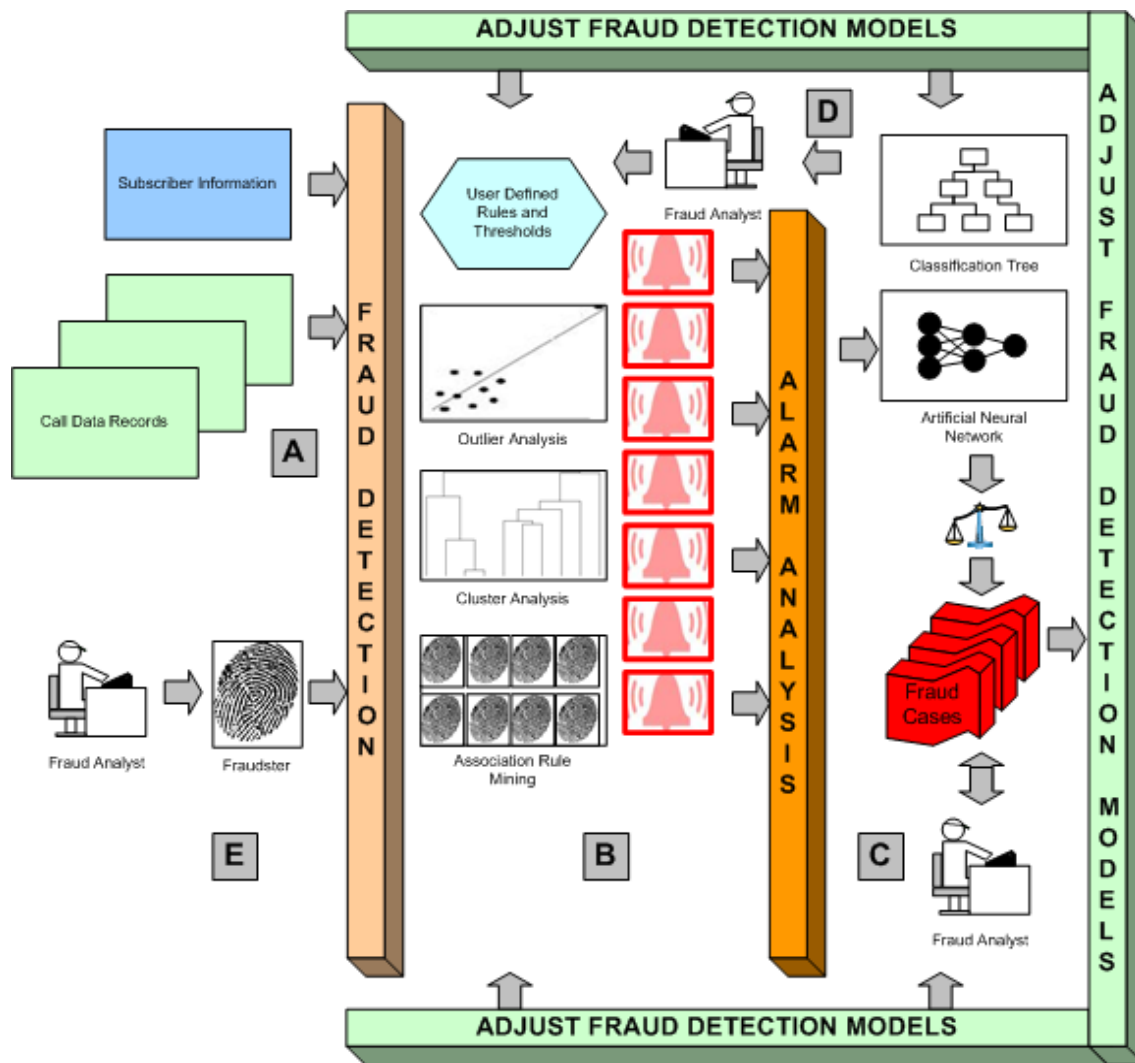 ADJUST FRAUD DETECTION MODELS
ADJUST FRAUD DETECTION MODELS
D
Subscriber Information
User Defined
Rules and
Thresholds
Fraud Analyst
Classification Tree
FRAUD DETECTION
Call Data Records
A
Outlier Analysis
ALARM ANALYSIS
Artificial Neural
Network
Cluster Analysis
Fraud
Cases
Fraud Analyst
Fraudster
Association Rule
Mining
E
B
C
Fraud Analyst
ADJUST FRAUD DETECTION MODELS